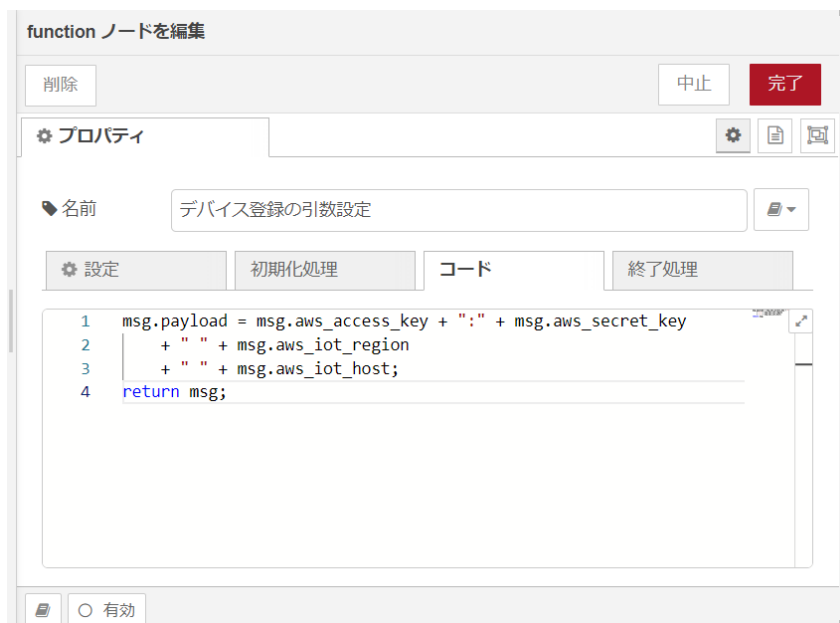 function ノードを編集
削除
中止
完了
プロパティ
名前
デバイス登録の引数設定
設定
初期化処理
コード
終了処理
1 msg.payload = msg.aws_access_key + ":" + msg.aws_secret_key
2 + " " + msg.aws_iot_region
3 + " " + msg.aws_iot_host;
4 return msg;
有効